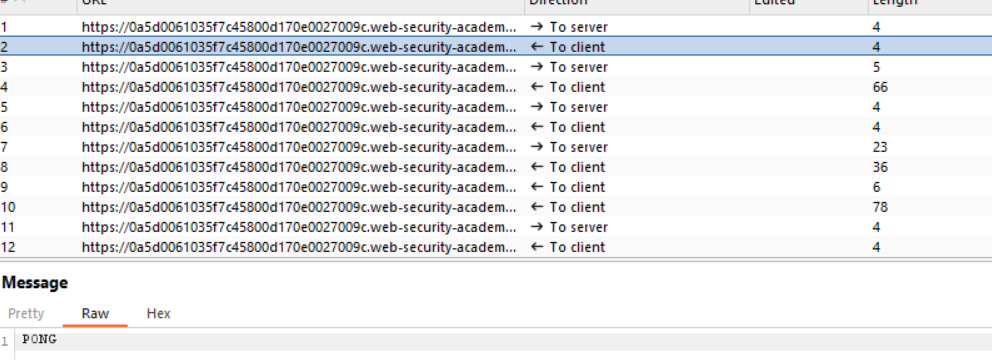 # URL Direction Edited Length
1 https://0a5d0061035f7c45800d170e0027009c.web-security-academ... → To server 4
2 https://0a5d0061035f7c45800d170e0027009c.web-security-academ... ← To client 4
3 https://0a5d0061035f7c45800d170e0027009c.web-security-academ... → To server 5
4 https://0a5d0061035f7c45800d170e0027009c.web-security-academ... ← To client 66
5 https://0a5d0061035f7c45800d170e0027009c.web-security-academ... → To server 4
6 https://0a5d0061035f7c45800d170e0027009c.web-security-academ... ← To client 4
7 https://0a5d0061035f7c45800d170e0027009c.web-security-academ... → To server 23
8 https://0a5d0061035f7c45800d170e0027009c.web-security-academ... ← To client 36
9 https://0a5d0061035f7c45800d170e0027009c.web-security-academ... ← To client 6
10 https://0a5d0061035f7c45800d170e0027009c.web-security-academ... ← To client 78
11 https://0a5d0061035f7c45800d170e0027009c.web-security-academ... → To server 4
12 https://0a5d0061035f7c45800d170e0027009c.web-security-academ... ← To client 4
Message
Pretty Raw Hex
1 PONG